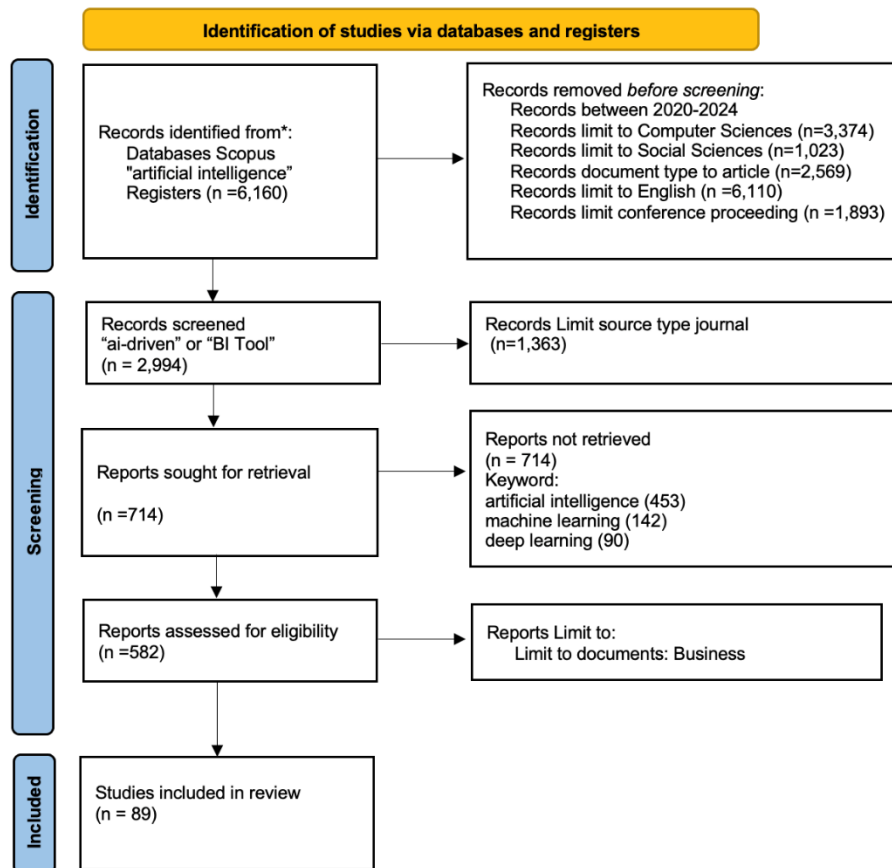 Identification of studies via databases and registers
Identification
Records identified from*:
Databases Scopus
"artificial intelligence"
Registers (n =6,160)
Records removed before screening:
Records between 2020-2024
Records limit to Computer Sciences (n=3,374)
Records limit to Social Sciences (n=1,023)
Records document type to article (n=2,569)
Records limit to English (n =6,110)
Records limit conference proceeding (n =1,893)
Screening
Records screened
“ai-driven” or “BI Tool”
(n = 2,994)
Records Limit source type journal
(n=1,363)
Reports sought for retrieval
(n =714)
Reports not retrieved
(n = 714)
Keyword:
artificial intelligence (453)
machine learning (142)
deep learning (90)
Reports assessed for eligibility
(n =582)
Reports Limit to:
Limit to documents: Business
Included
Studies included in review
(n = 89)